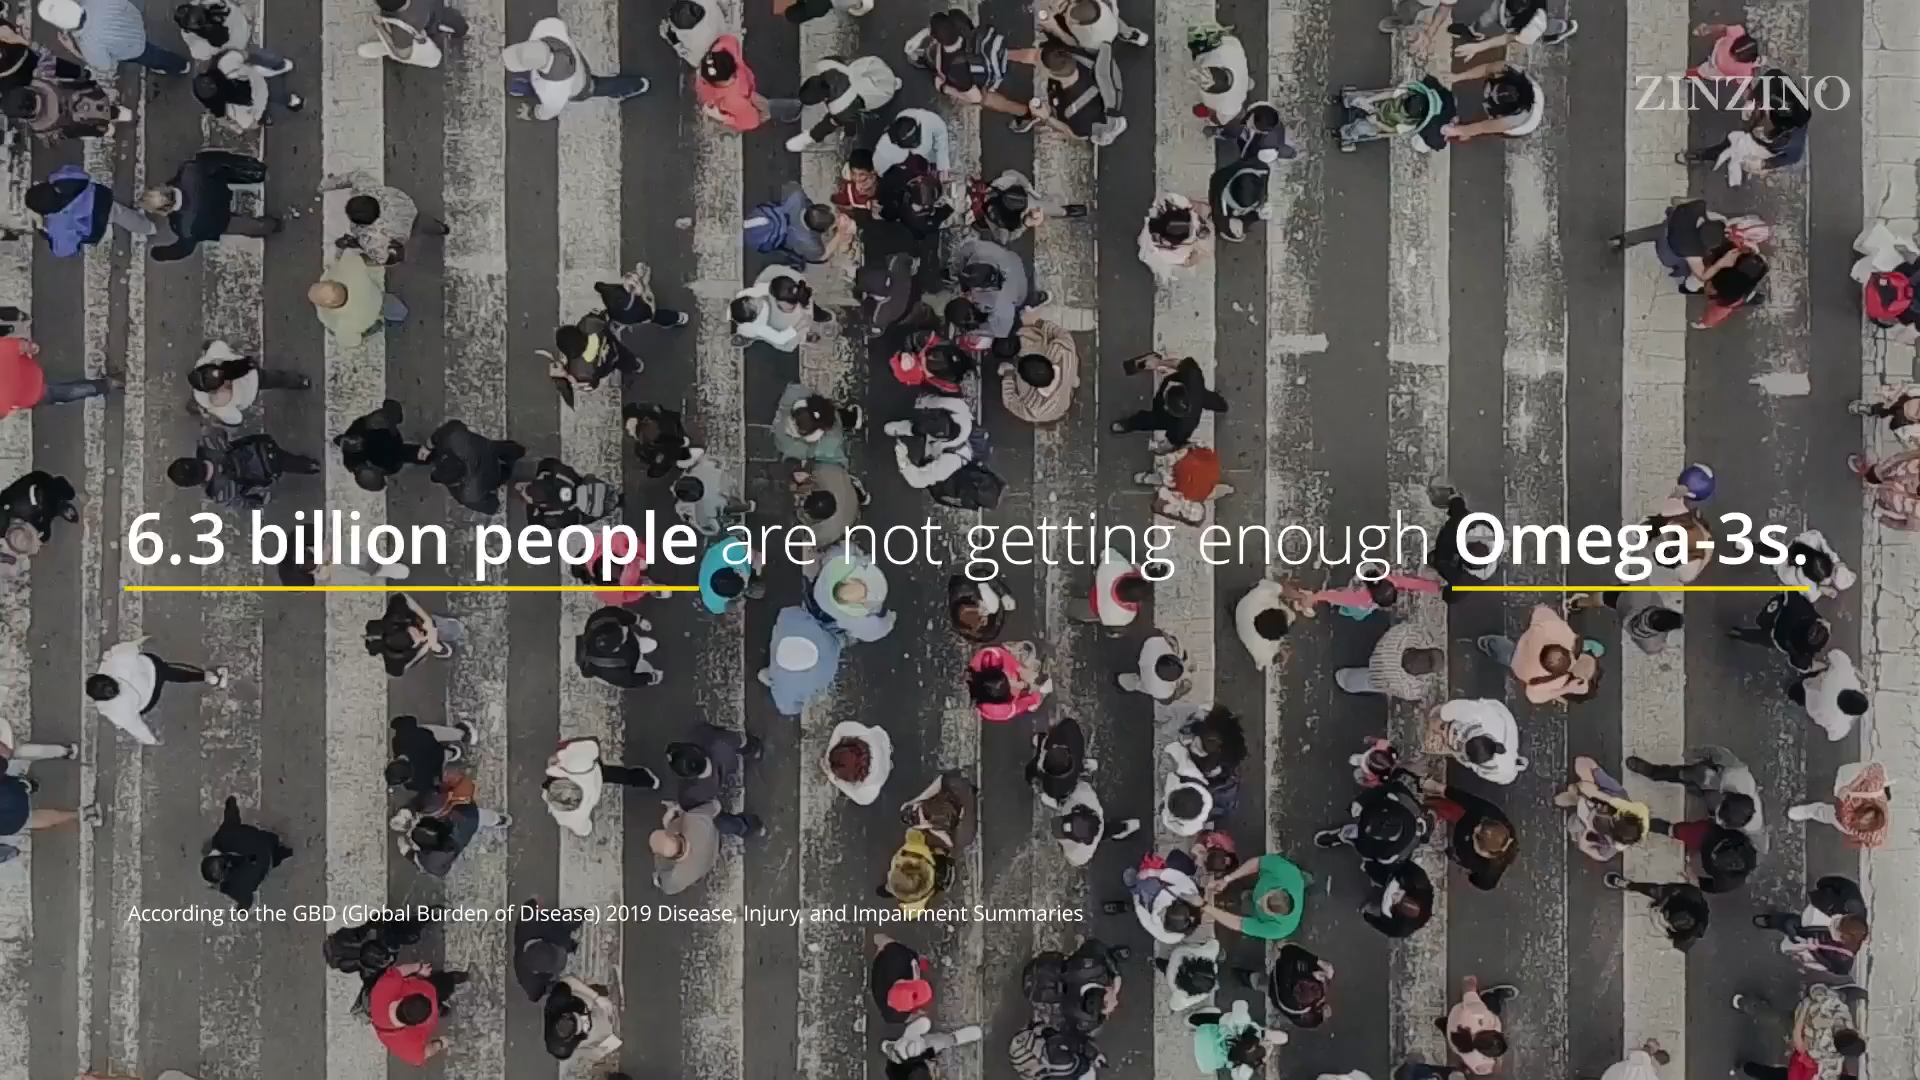 ZINZINO
6.3 billion people are not getting enough Omega-3s.
According to the GBD (Global Burden of Disease) 2019 Disease, Injury, and Impairment Summaries